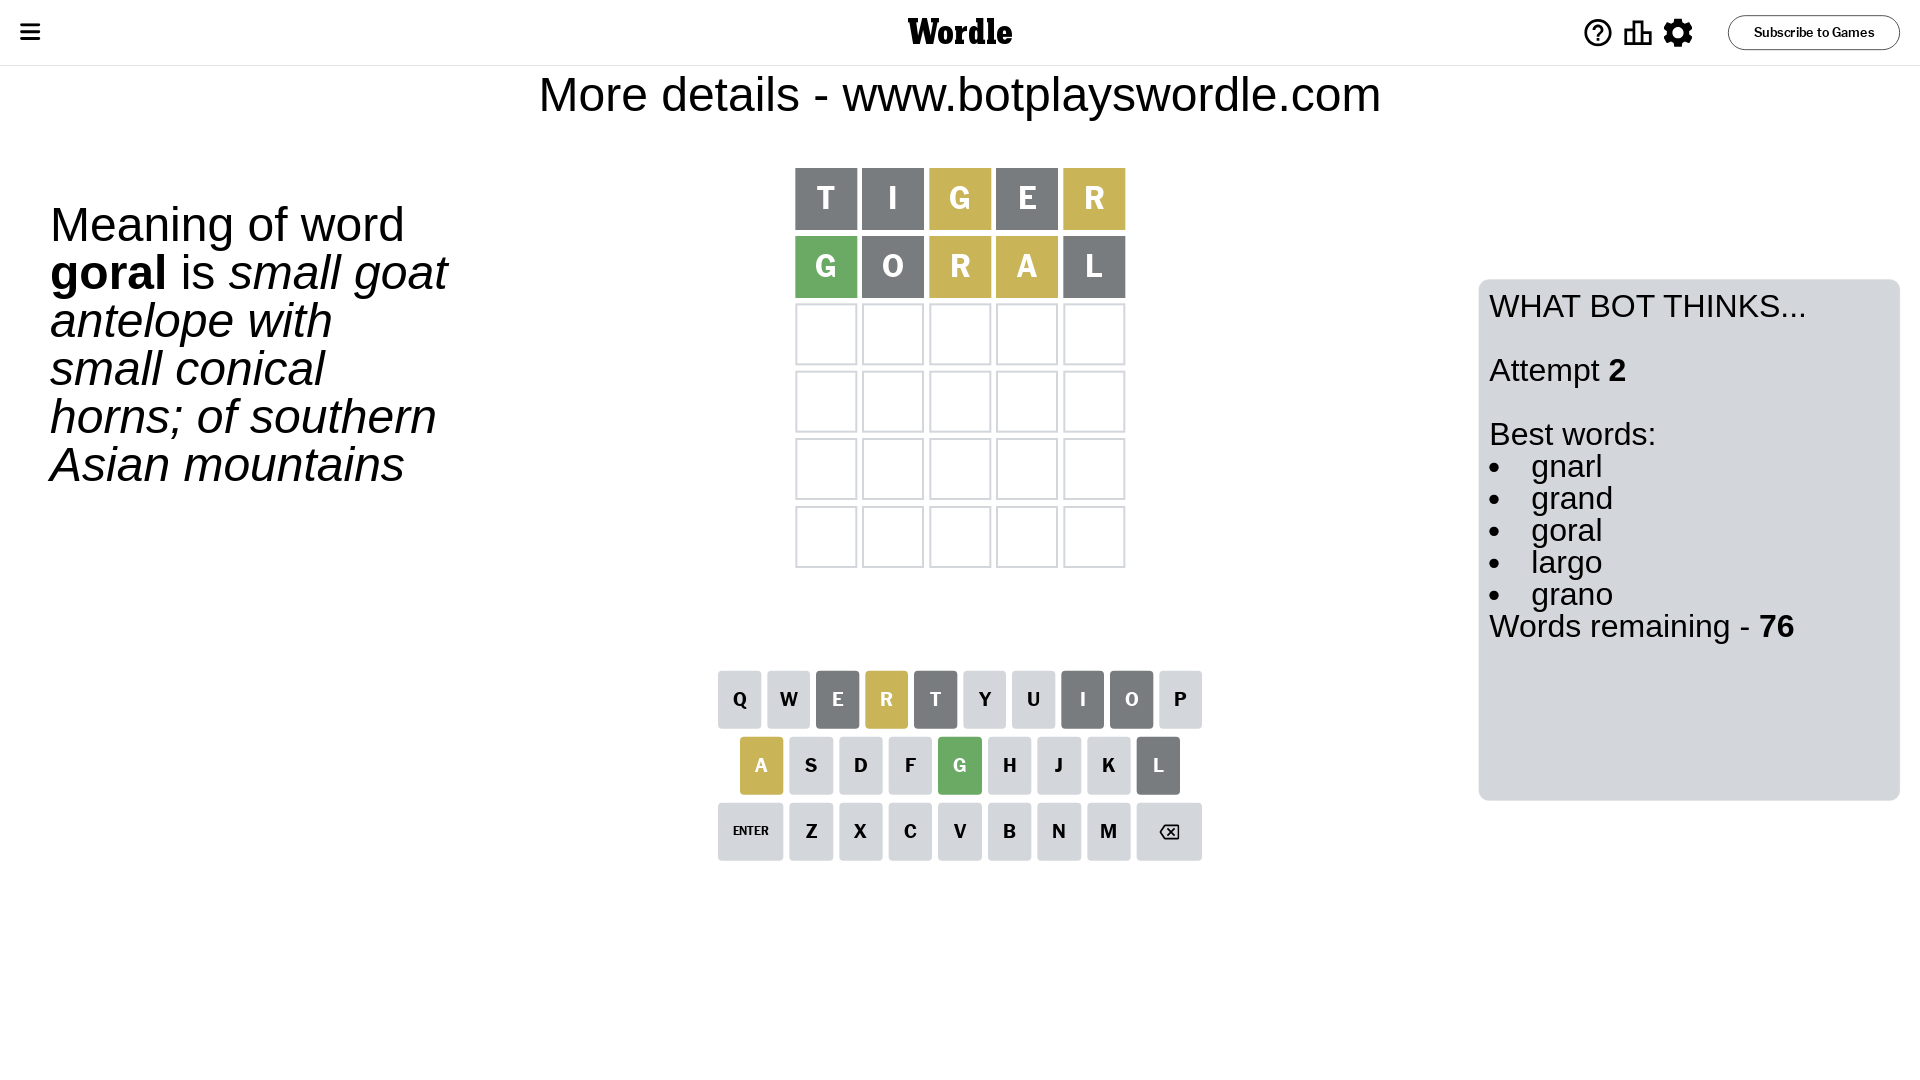 Wordle
Subscribe to Games
More details - www.botplayswordle.com
Meaning of word
goral is small goat
antelope with
small conical
horns; of southern
Asian mountains
T I G E R
G O R A L
WHAT BOT THINKS...
Attempt 2
Best words:
• gnarl
• grand
• goral
• largo
• grano
Words remaining - 76
Q W E R T Y U I O P
A S D F G H J K L
ENTER Z X C V B N M